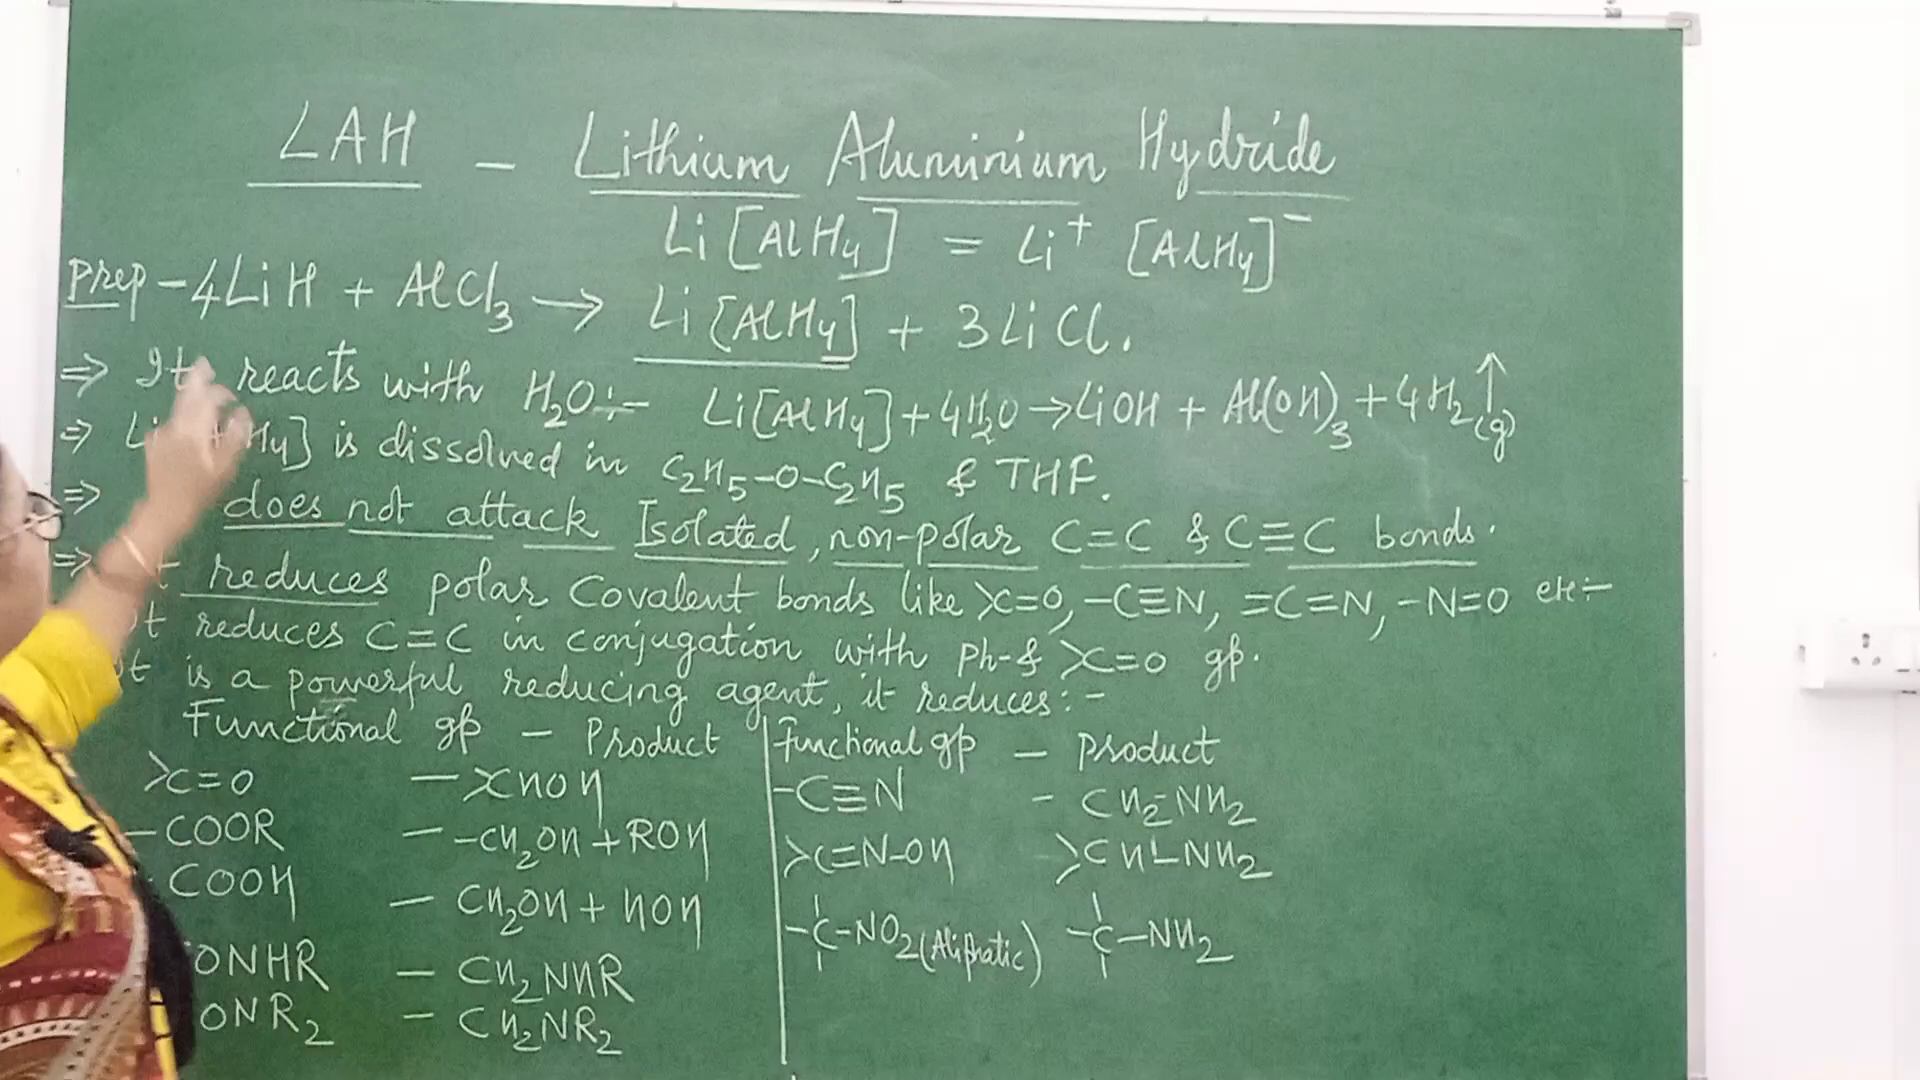 LAH - Lithium Aluminium Hydride
Li[AlH4] = Li+ [AlH4]-
Prep - 4LiH + AlCl3 → Li[AlH4] + 3LiCl.
⇒ It reacts with H2O:- Li[AlH4] + 4H2O → LiOH + Al(OH)3 + 4H2↑(g)
⇒ H4] is dissolved in C2H5-O-C2H5 & THF.
⇒ does not attack Isolated, non-polar C=C & C≡C bonds.
⇒ reduces polar Covalent bonds like >C=O, -C≡N, =C=N, -N=O etc:-
It reduces C=C in conjugation with Ph- & >C=O gp.
It is a powerful reducing agent, it reduces:-
Functional gp - Product
>C=O - >CHOH
-COOR - -CH2OH + ROH
COOH - CH2OH + HOH
ONHR - CH2NHR
ONR2 - CH2NR2
Functional gp - Product
-C≡N - CH2-NH2
>C=N-OH >CH-NH2
-C-NO2 (Aliphatic) -C-NH2